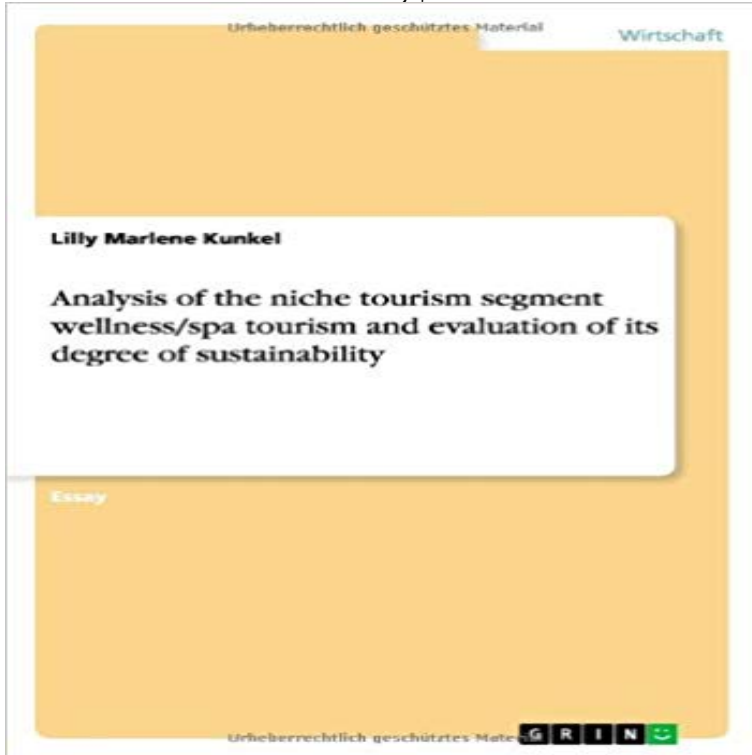 Urheberrechtlich geschütztes Material
Wirtschaft
Lilly Marlene Kunkel
Analysis of the niche tourism segment
wellness/spa tourism and evaluation of its
degree of sustainability
Essay
Urheberrechtlich geschütztes Mate
G R I N